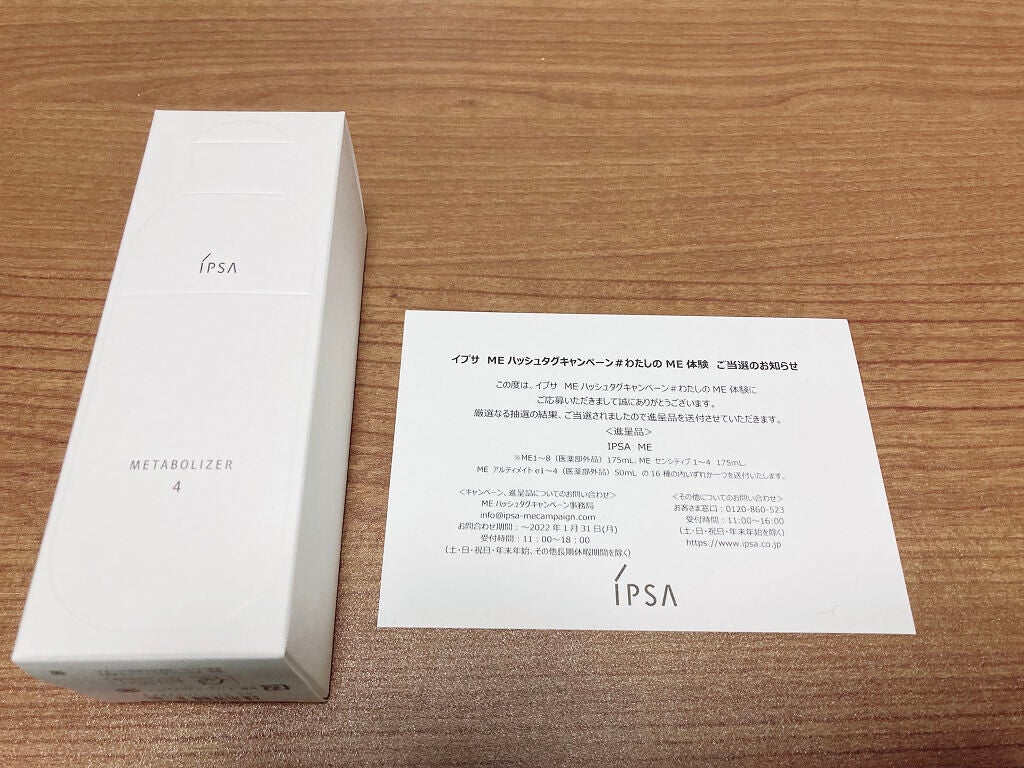 ÍPSA
METABOLIZER
4
イプサ ME ハッシュタグキャンペーン＃わたしの ME 体験 ご当選のお知らせ
この度は、イプサ ME ハッシュタグキャンペーン＃わたしの ME 体験に
ご応募いただきまして誠にありがとうございます。
厳選なる抽選の結果、ご当選されましたので進呈品を送付させていただきます。
＜進呈品＞
IPSA ME
※ME1～8（医薬部外品）175mL、ME センシティブ 1～4 175mL、
ME アルティメイト e1～4（医薬部外品）50mL の 16 種の内いずれか一つを送付いたします。
＜キャンペーン、進呈品についてのお問い合わせ＞
ME ハッシュタグキャンペーン事務局
info@ipsa-mecampaign.com
お問合わせ期間：～2022 年 1 月 31 日(月)
受付時間：11：00～18：00
(土・日・祝日・年末年始、その他長期休暇期間を除く)
＜その他についてのお問い合わせ＞
お客さま窓口：0120-860-523
受付時間：11:00～16:00
(土・日・祝日・年末年始を除く)
https://www.ipsa.co.jp
ÍPSA